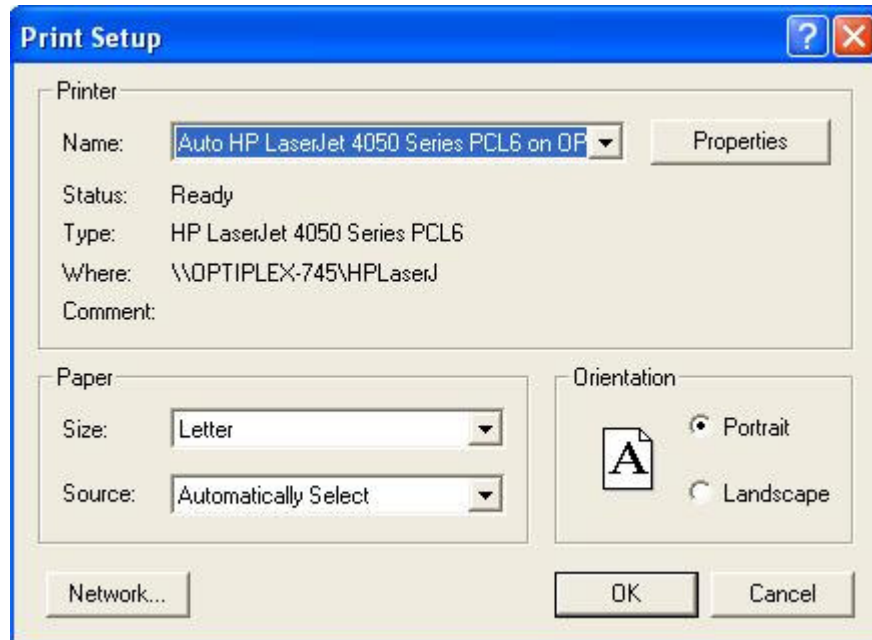 Print Setup
Printer
Name: Auto HP LaserJet 4050 Series PCL6 on OP Properties
Status: Ready
Type: HP LaserJet 4050 Series PCL6
Where: \\OPTIPLEX-745\HPLaserJ
Comment:
Paper
Size: Letter
Source: Automatically Select
Orientation
A
Portrait
Landscape
Network... OK Cancel